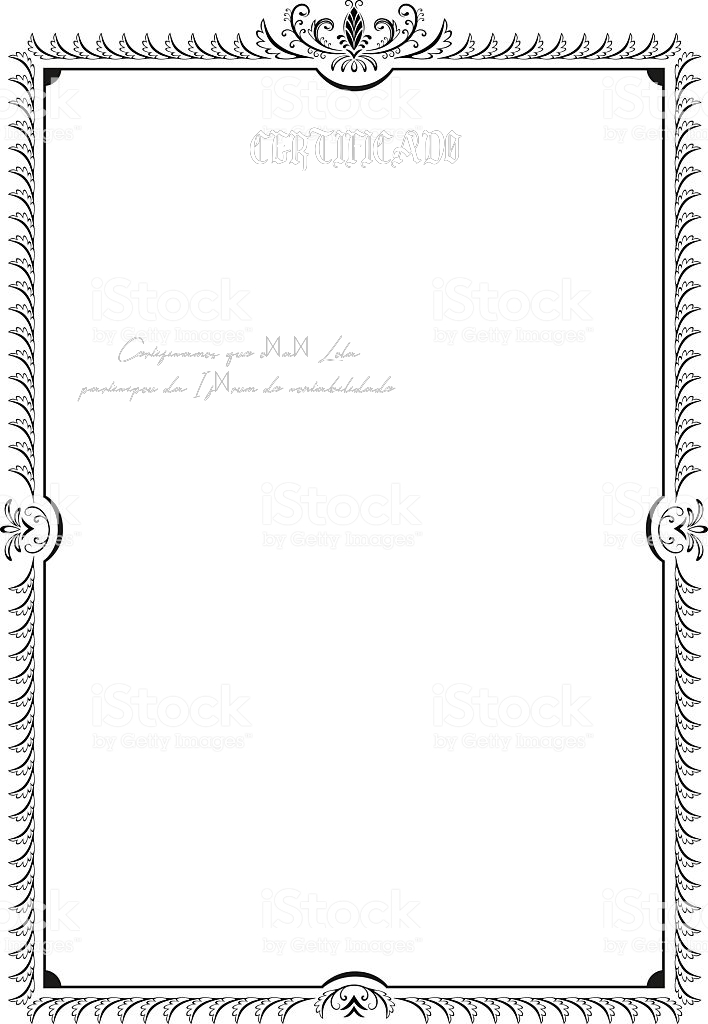 iStock
by Getty Images
CERTIFICADO
iStock iStock
by Getty Images by Getty Images
Certificamos que Lda
participou da de contabilidade
iStock
by Getty Images
iStock iStock
by Getty Images by Getty Images
iStock
by Getty Images